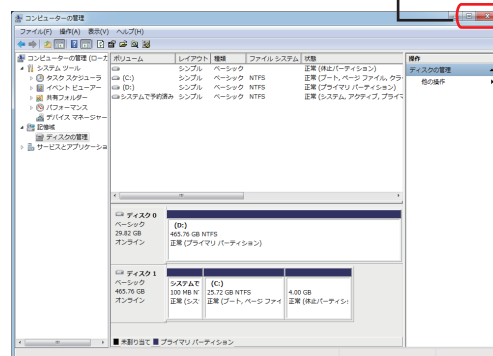 コンピューターの管理
ファイル(F) 操作(A) 表示(V) ヘルプ(H)
コンピューターの管理 (ローカ
システム ツール
タスク スケジューラ
イベント ビューアー
共有フォルダー
パフォーマンス
デバイス マネージャー
記憶域
ディスクの管理
サービスとアプリケーショ
ボリューム レイアウト 種類 ファイル システム 状態
シンプル ベーシック 正常 (休止パーティション)
(C:) シンプル ベーシック NTFS 正常 (ブート, ページ ファイル, クラ
(D:) シンプル ベーシック NTFS 正常 (プライマリ パーティション)
システムで予約済み シンプル ベーシック NTFS 正常 (システム, アクティブ, プライマ
操作
ディスクの管理
他の操作
ディスク 0
ベーシック
29.82 GB
オンライン
(D:)
465.76 GB NTFS
正常 (プライマリ パーティション)
ディスク 1
ベーシック
465.76 GB
オンライン
システムで
100 MB N
正常 (シス
(C:)
25.72 GB NTFS
正常 (ブート, ページ ファイ
4.00 GB
正常 (休止パーティシ
未割り当て プライマリ パーティション